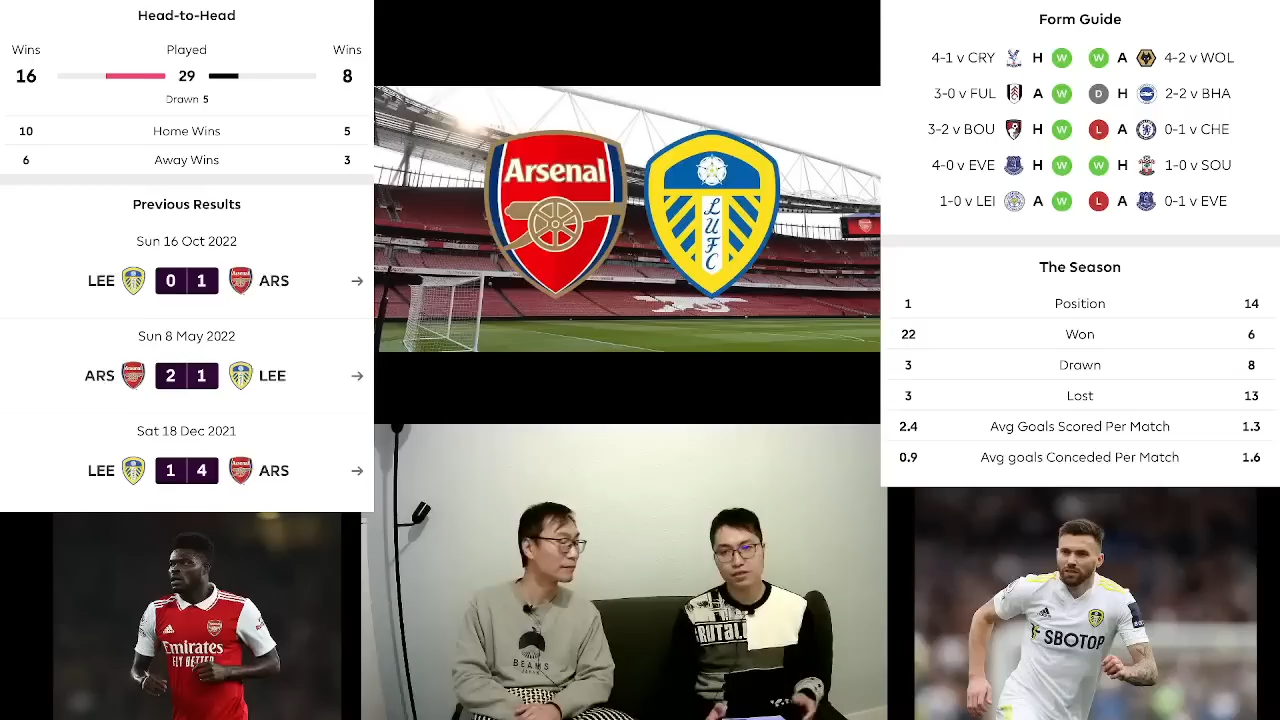 Head-to-Head
Wins Played Wins
16 29 8
Drawn 5
10 Home Wins 5
6 Away Wins 3
Previous Results
Sun 16 Oct 2022
LEE 0 1 ARS →
Sun 8 May 2022
ARS 2 1 LEE →
Sat 18 Dec 2021
LEE 1 4 ARS →
Arsenal
LUFC
Form Guide
4-1 v CRY H W W A 4-2 v WOL
3-0 v FUL A W D H 2-2 v BHA
3-2 v BOU H W L A 0-1 v CHE
4-0 v EVE H W W H 1-0 v SOU
1-0 v LEI A W L A 0-1 v EVE
The Season
1 Position 14
22 Won 6
3 Drawn 8
3 Lost 13
2.4 Avg Goals Scored Per Match 1.3
0.9 Avg goals Conceded Per Match 1.6
Emirates
FLY BETTER
BEAMS
JAPAN
BRUTAL
SBOTOP